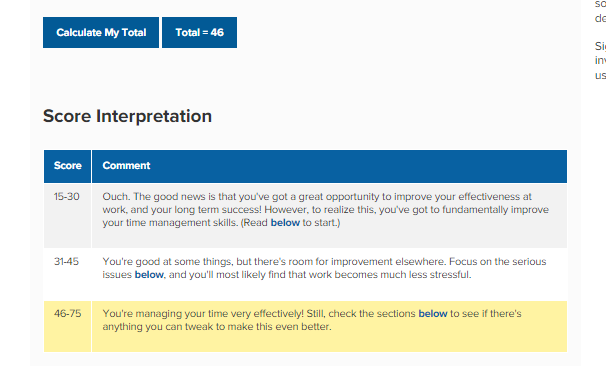 so
de
Calculate My Total Total = 46
Si
in
us
Score Interpretation
Score Comment
15-30 Ouch. The good news is that you've got a great opportunity to improve your effectiveness at
work, and your long term success! However, to realize this, you've got to fundamentally improve
your time management skills. (Read below to start.)
31-45 You're good at some things, but there's room for improvement elsewhere. Focus on the serious
issues below, and you'll most likely find that work becomes much less stressful.
46-75 You're managing your time very effectively! Still, check the sections below to see if there's
anything you can tweak to make this even better.